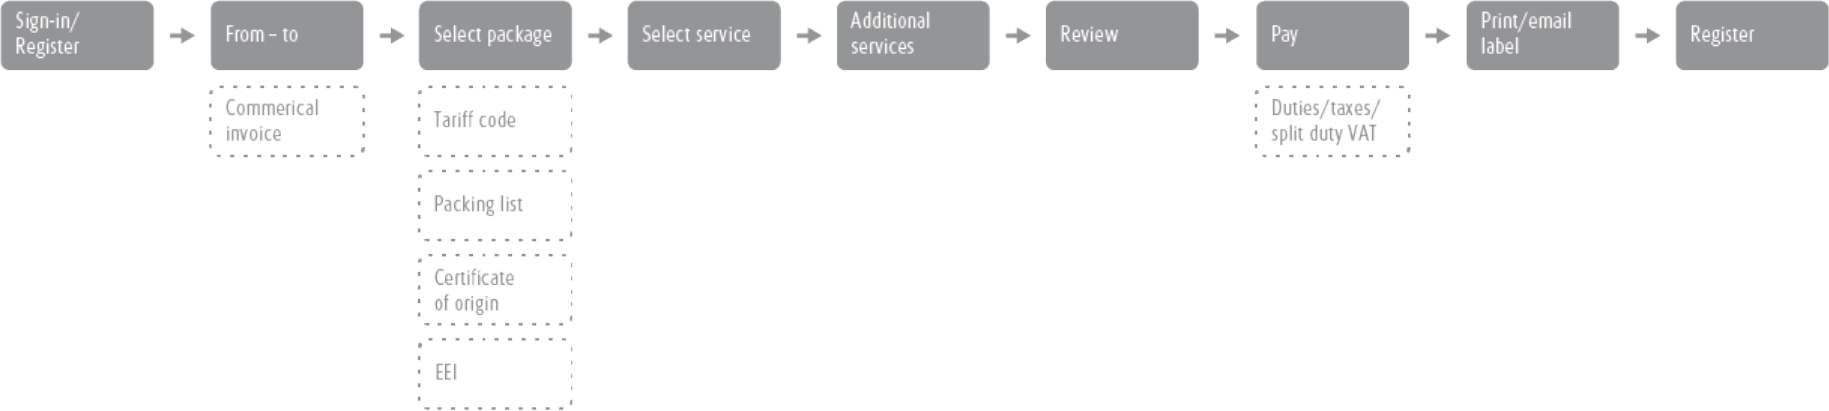 Sign-in/
Register
From – to
Select package
Select service
Additional
services
Review
Pay
Print/email
label
Register
Commerical
invoice
Tariff code
Duties/taxes/
split duty VAT
Packing list
Certificate
of origin
EEI